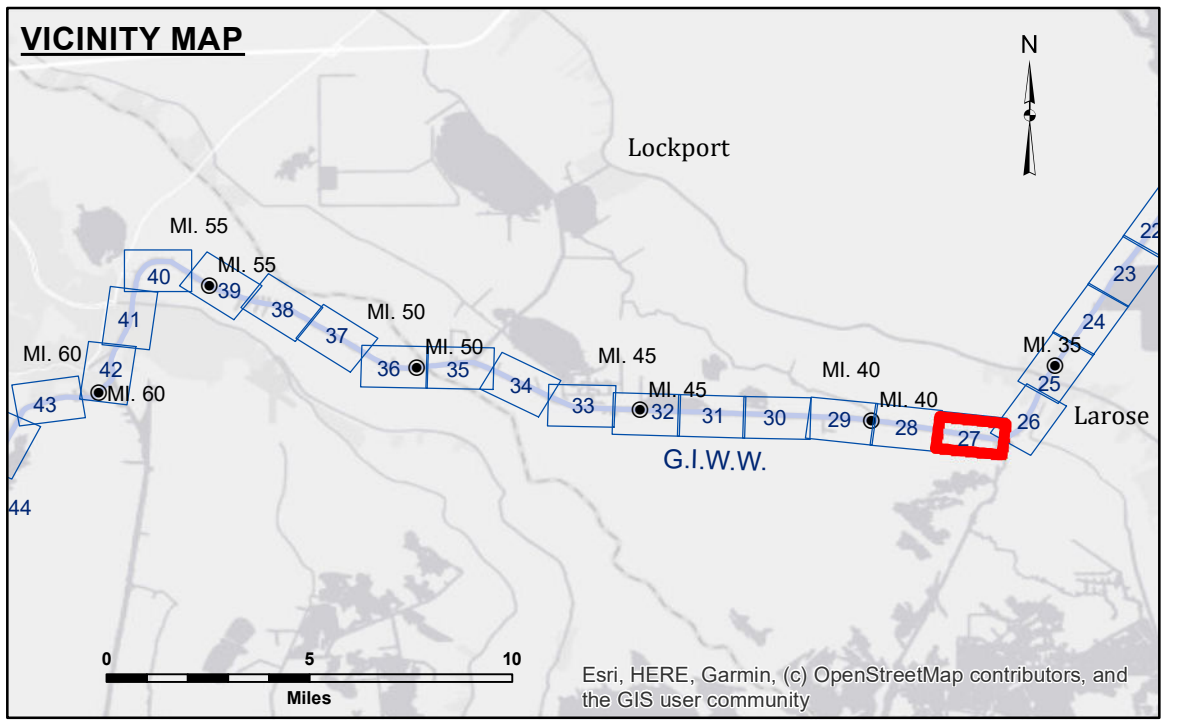 VICINITY MAP
N
Lockport
22
MI. 55
MI. 55
40
39
23
38
MI. 50
41
24
37
MI. 50
MI. 35
MI. 60
MI. 45
42
36
35
MI. 40
25
34
MI. 60
MI. 45
MI. 40
43
33
32
31
30
29
28
27
26
Larose
G.I.W.W.
44
0
5
10
Miles
Esri, HERE, Garmin, (c) OpenStreetMap contributors, and
the GIS user community